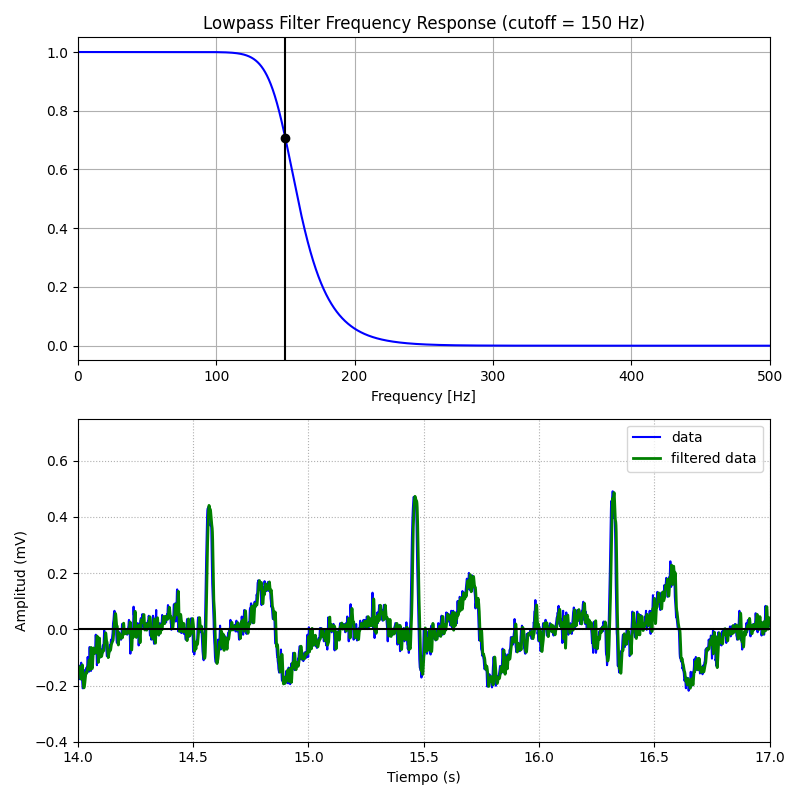 Lowpass Filter Frequency Response (cutoff = 150 Hz)
1.0
0.8
0.6
0.4
0.2
0.0
0 100 200 300 400 500
Frequency [Hz]
data
filtered data
Amplitud (mV)
0.6
0.4
0.2
0.0
−0.2
−0.4
14.0 14.5 15.0 15.5 16.0 16.5 17.0
Tiempo (s)